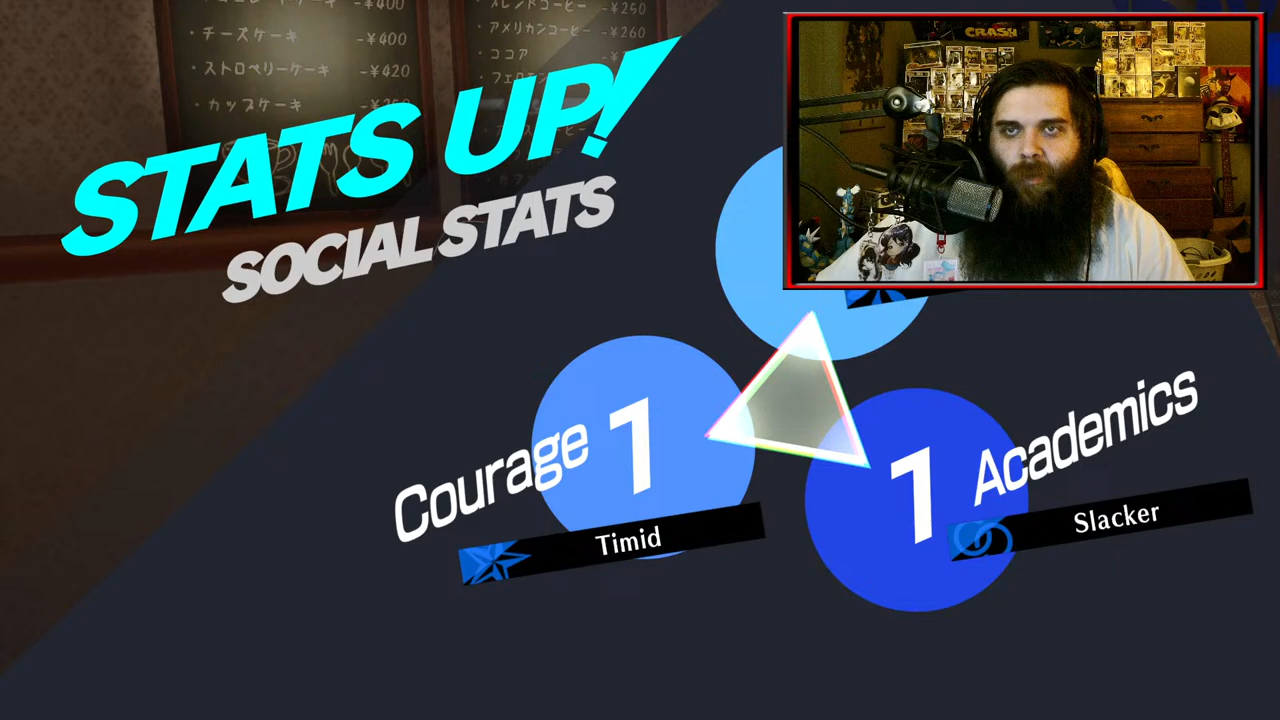 -¥400
-¥250
・チーズケーキ -¥400
アメリカンコーヒー -¥260
ココア
・ストロベリーケーキ -¥420
・カップケーキ
CRASH
STATS UP!
SOCIAL STATS
Courage 1
Timid
1 Academics
Slacker